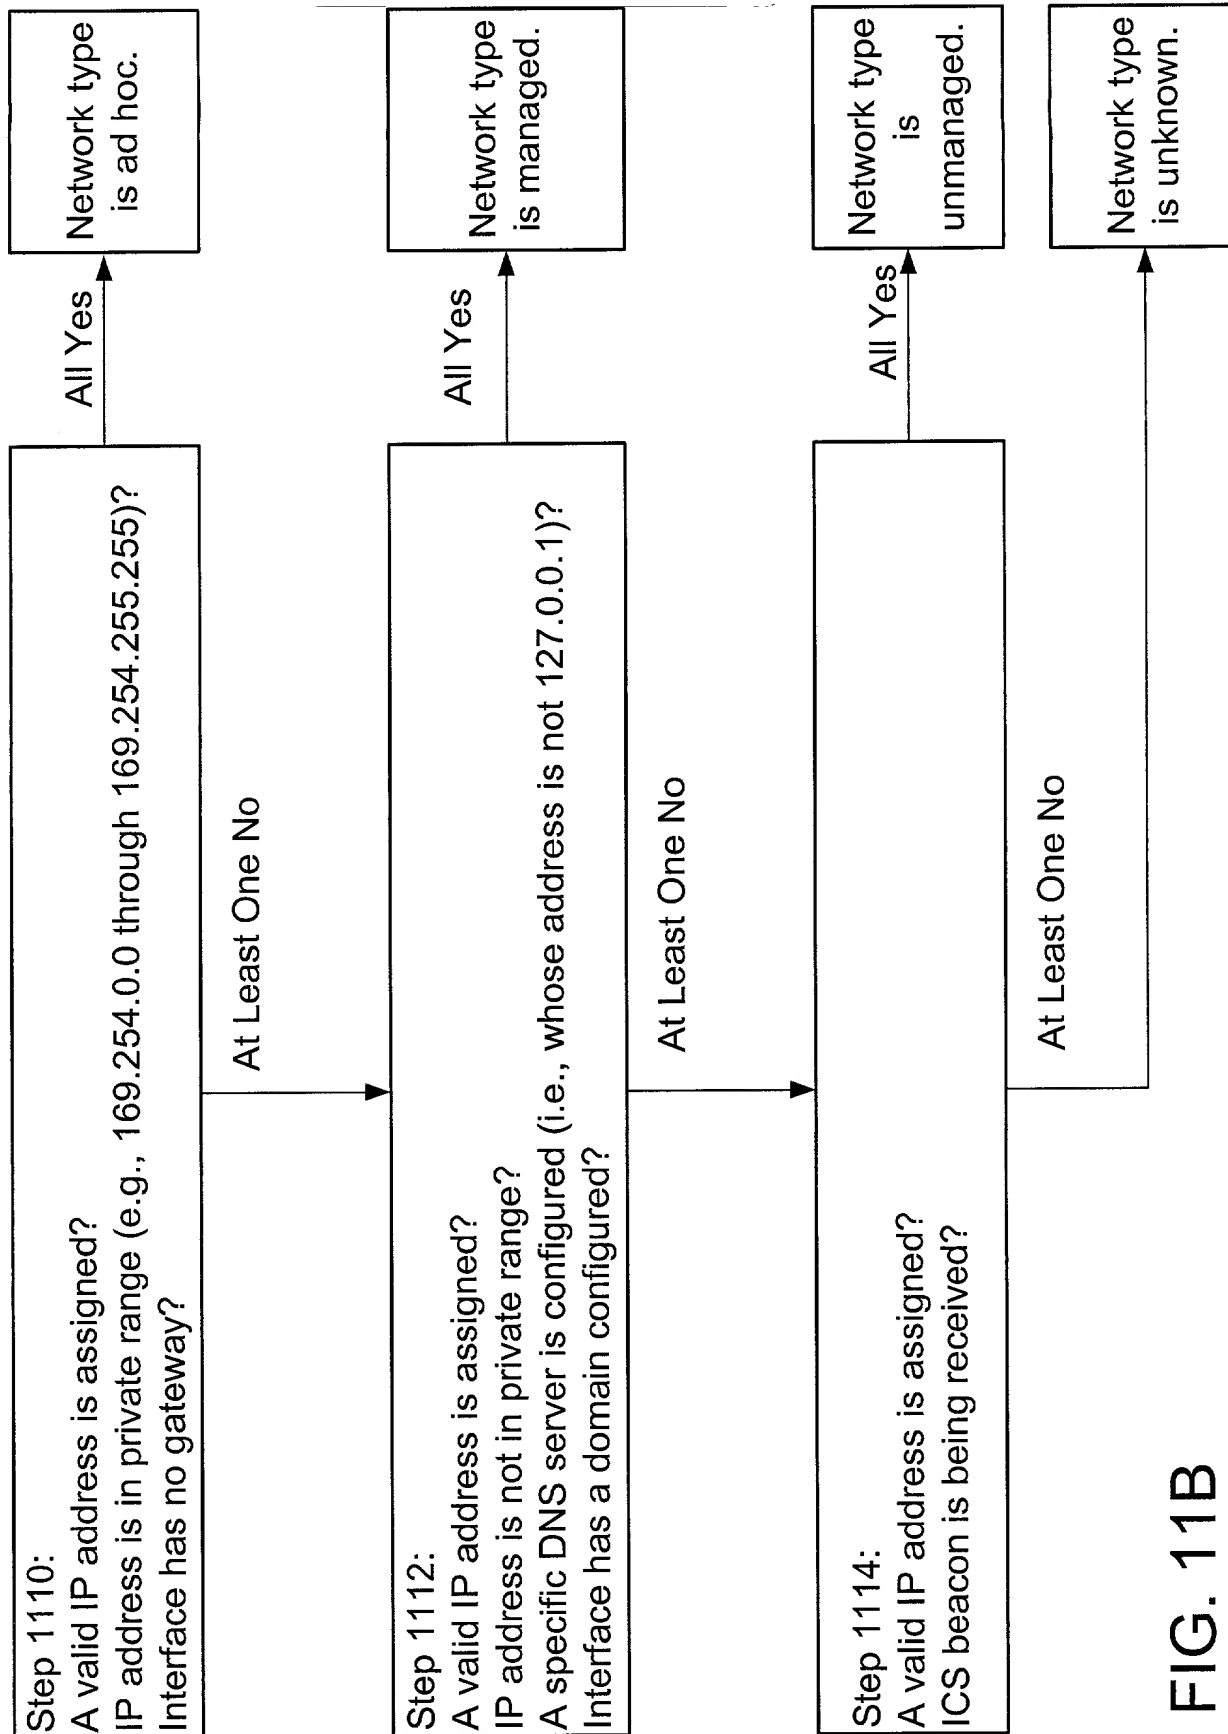 Step 1110:
A valid IP address is assigned?
IP address is in private range (e.g., 169.254.0.0 through 169.254.255.255)?
Interface has no gateway?
All Yes
Network type
is ad hoc.
At Least One No
Step 1112:
A valid IP address is assigned?
IP address is not in private range?
A specific DNS server is configured (i.e., whose address is not 127.0.0.1)?
Interface has a domain configured?
All Yes
Network type
is managed.
At Least One No
Step 1114:
A valid IP address is assigned?
ICS beacon is being received?
All Yes
Network type
is
unmanaged.
At Least One No
Network type
is unknown.
FIG. 11B